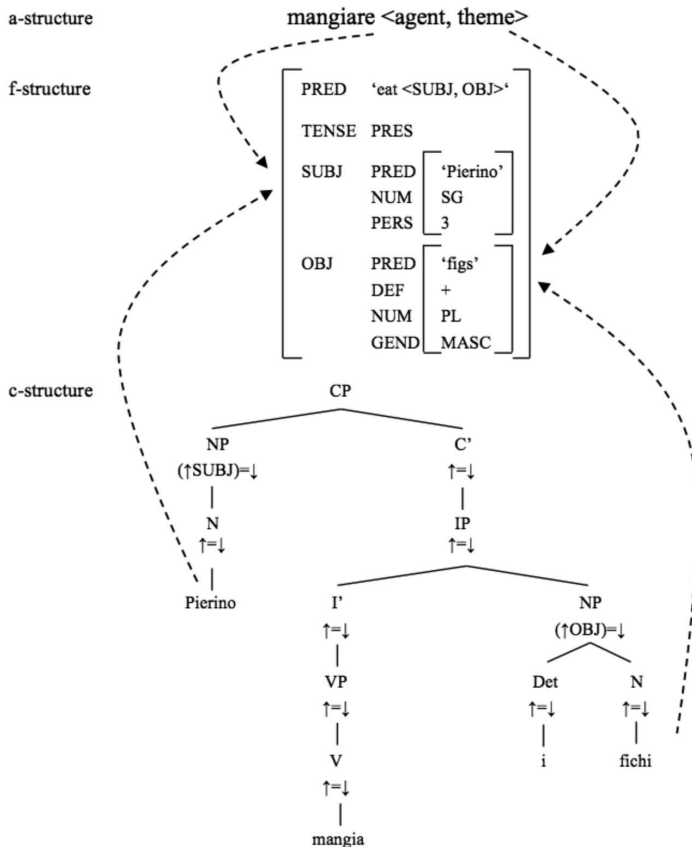 a-structure mangiare <agent, theme>
f-structure PRED ‘eat <SUBJ, OBJ>‘
TENSE PRES
SUBJ PRED ‘Pierino’
NUM SG
PERS 3
OBJ PRED ‘figs’
DEF +
NUM PL
GEND MASC
c-structure CP
NP C’
(↑SUBJ)=↓ ↑=↓
N IP
↑=↓ ↑=↓
Pierino I’ NP
↑=↓ (↑OBJ)=↓
VP Det N
↑=↓ ↑=↓ ↑=↓
V i fichi
↑=↓
mangia